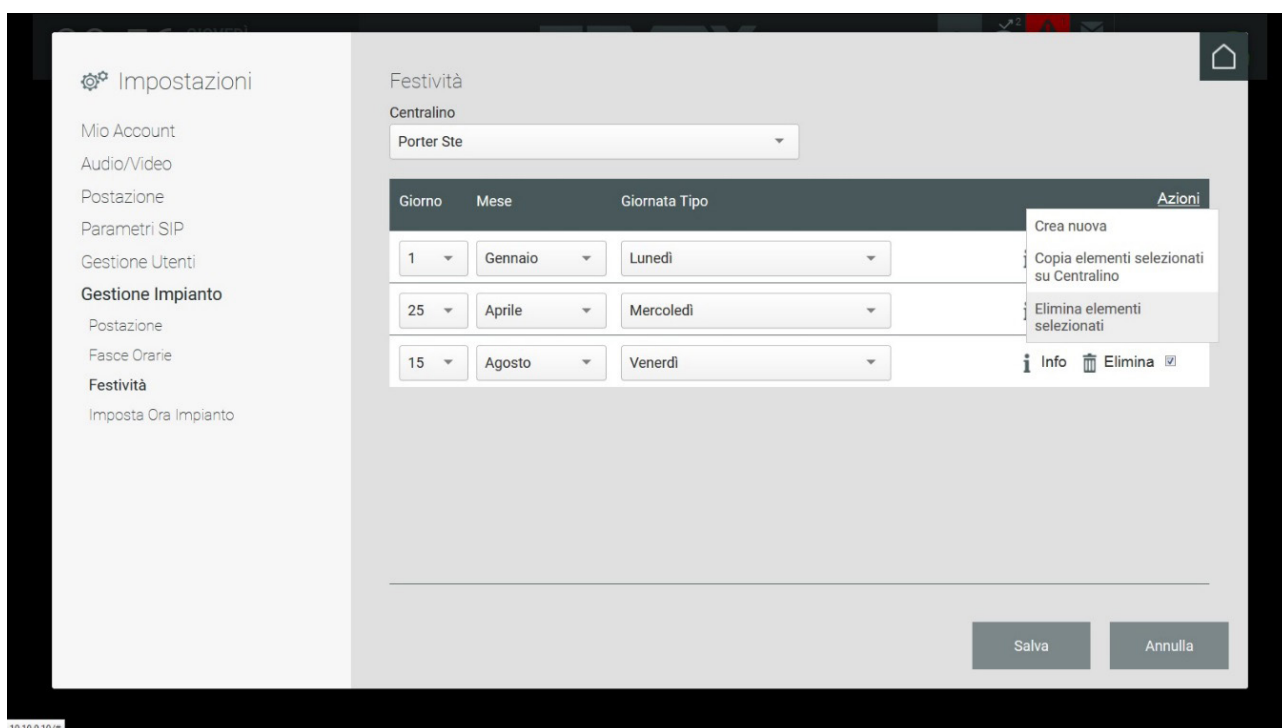 Impostazioni
Mio Account
Audio/Video
Postazione
Parametri SIP
Gestione Utenti
Gestione Impianto
Postazione
Fasce Orarie
Festività
Imposta Ora Impianto
Festività
Centralino
Porter Ste
Giorno Mese Giornata Tipo Azioni
Crea nuova
Copia elementi selezionati
su Centralino
Elimina elementi
selezionati
1 Gennaio Lunedì
25 Aprile Mercoledì
15 Agosto Venerdì Info Elimina
Salva Annulla